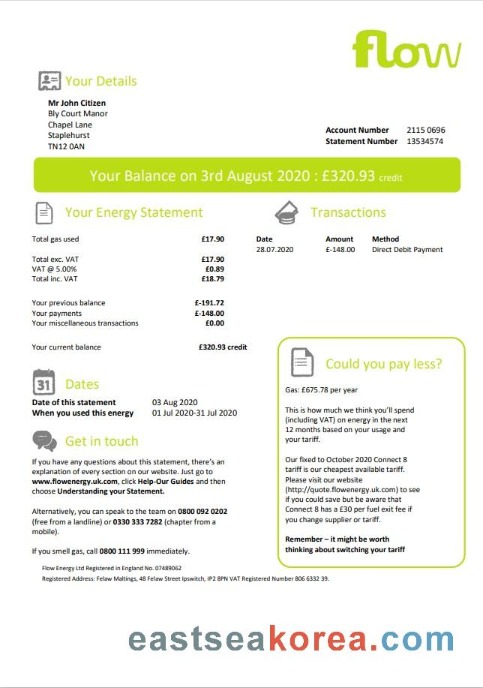 flow
Your Details
Mr John Citizen
Bly Court Manor
Chapel Lane
Staplehurst
TN12 0AN
Account Number 2115 0696
Statement Number 13534574
Your Balance on 3rd August 2020 : £320.93 credit
Your Energy Statement
Total gas used £17.90
Total exc. VAT £17.90
VAT @ 5.00% £0.89
Total inc. VAT £18.79
Your previous balance £-191.72
Your payments £-148.00
Your miscellaneous transactions £0.00
Your current balance £320.93 credit
Transactions
Date Amount Method
28.07.2020 £-148.00 Direct Debit Payment
31
Dates
Date of this statement 03 Aug 2020
When you used this energy 01 Jul 2020-31 Jul 2020
Get in touch
If you have any questions about this statement, there's an
explanation of every section on our website. Just go to
www.flowenergy.uk.com, click Help-Our Guides and then
choose Understanding your Statement.
Alternatively, you can speak to the team on 0800 092 0202
(free from a landline) or 0330 333 7282 (chapter from a
mobile).
If you smell gas, call 0800 111 999 immediately.
Could you pay less?
Gas: £675.78 per year
This is how much we think you'll spend
(including VAT) on energy in the next
12 months based on your usage and
your tariff.
Our fixed to October 2020 Connect 8
tariff is our cheapest available tariff.
Please visit our website
(http://quote.flowenergy.uk.com) to see
if you could save but be aware that
Connect 8 has a £30 per fuel exit fee if
you change supplier or tariff.
Remember – it might be worth
thinking about switching your tariff
Flow Energy Ltd Registered in England No. 07489062
Registered Address: Felaw Maltings, 48 Felaw Street Ipswitch, IP2 8PN VAT Registered Number 806 6332 39.
eastseakorea.com